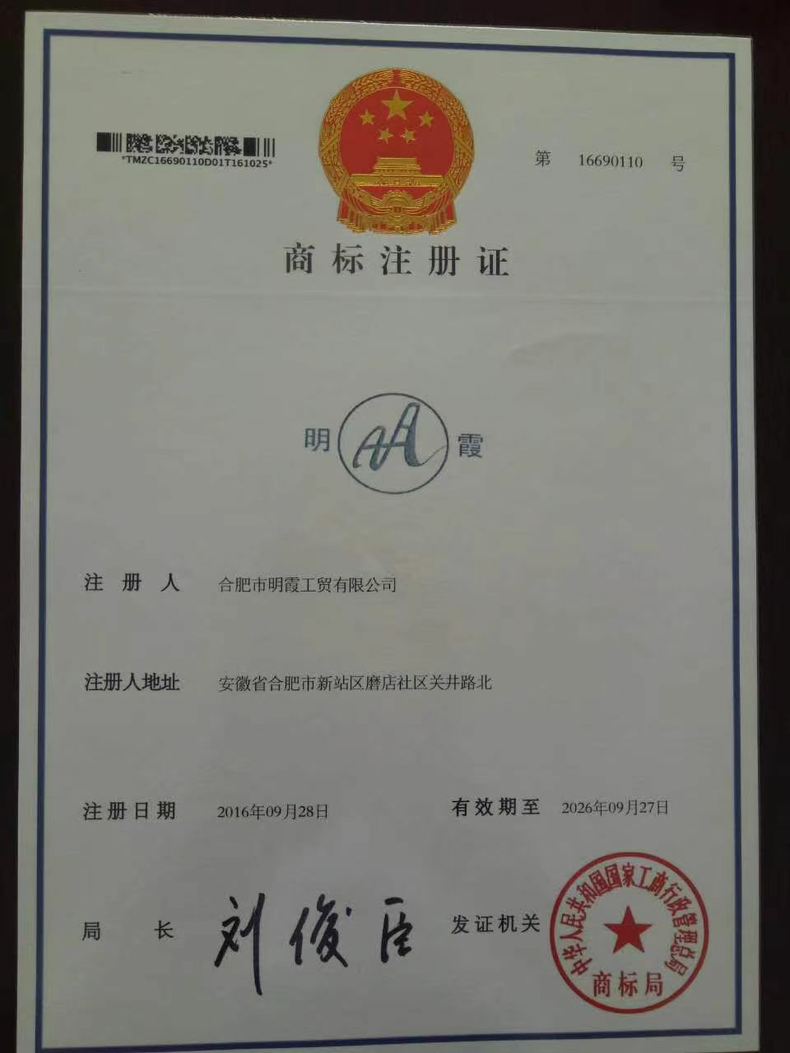 *TMZC16690110D01T161025*
第 16690110 号
商标注册证
明 AA 霞
注册人 合肥市明霞工贸有限公司
注册人地址 安徽省合肥市新站区磨店社区关井路北
注册日期 2016年09月28日 有效期至 2026年09月27日
局长 刘俊臣 发证机关
中华人民共和国国家工商行政管理总局
商标局